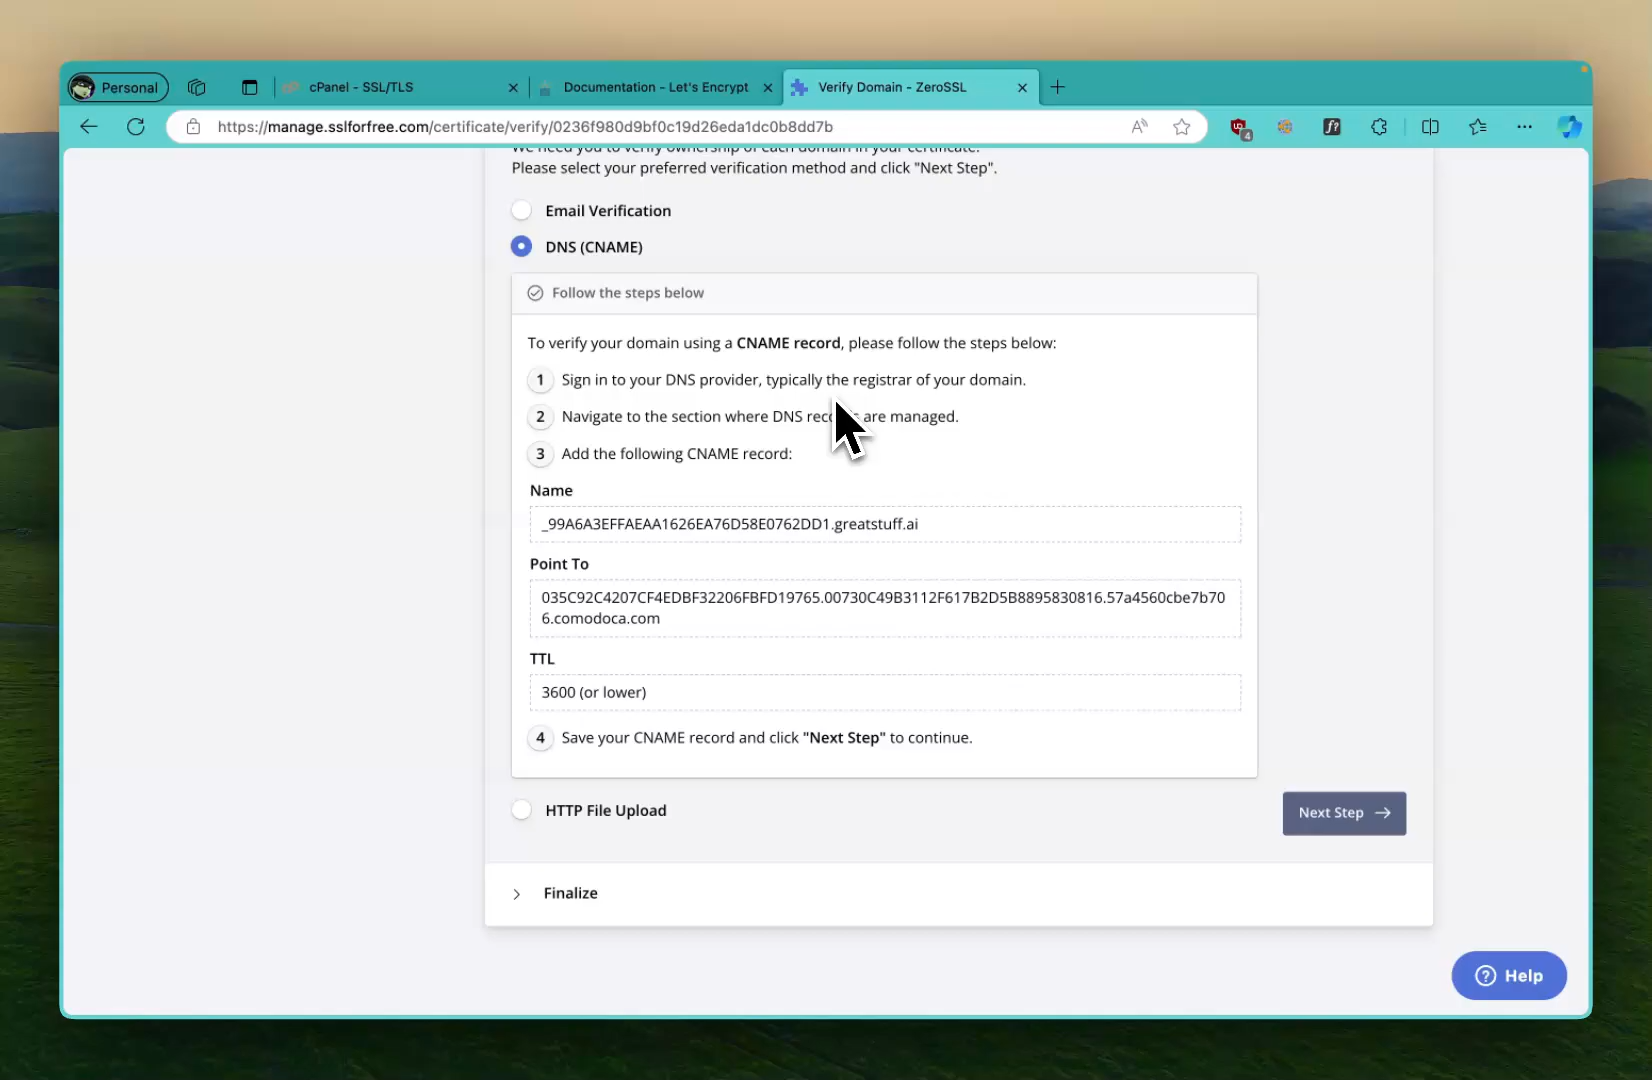 Personal
cPanel - SSL/TLS
Documentation - Let's Encrypt
Verify Domain - ZeroSSL
https://manage.sslforfree.com/certificate/verify/0236f980d9bf0c19d26eda1dc0b8dd7b
4
We need you to verify ownership of each domain in your certificate.
Please select your preferred verification method and click "Next Step".
Email Verification
DNS (CNAME)
Follow the steps below
To verify your domain using a CNAME record, please follow the steps below:
1 Sign in to your DNS provider, typically the registrar of your domain.
2 Navigate to the section where DNS records are managed.
3 Add the following CNAME record:
Name
_99A6A3EFFAEAA1626EA76D58E0762DD1.greatstuff.ai
Point To
035C92C4207CF4EDBF32206FBFD19765.00730C49B3112F617B2D5B8895830816.57a4560cbe7b70
6.comodoca.com
TTL
3600 (or lower)
4 Save your CNAME record and click "Next Step" to continue.
HTTP File Upload
Next Step
Finalize
Help